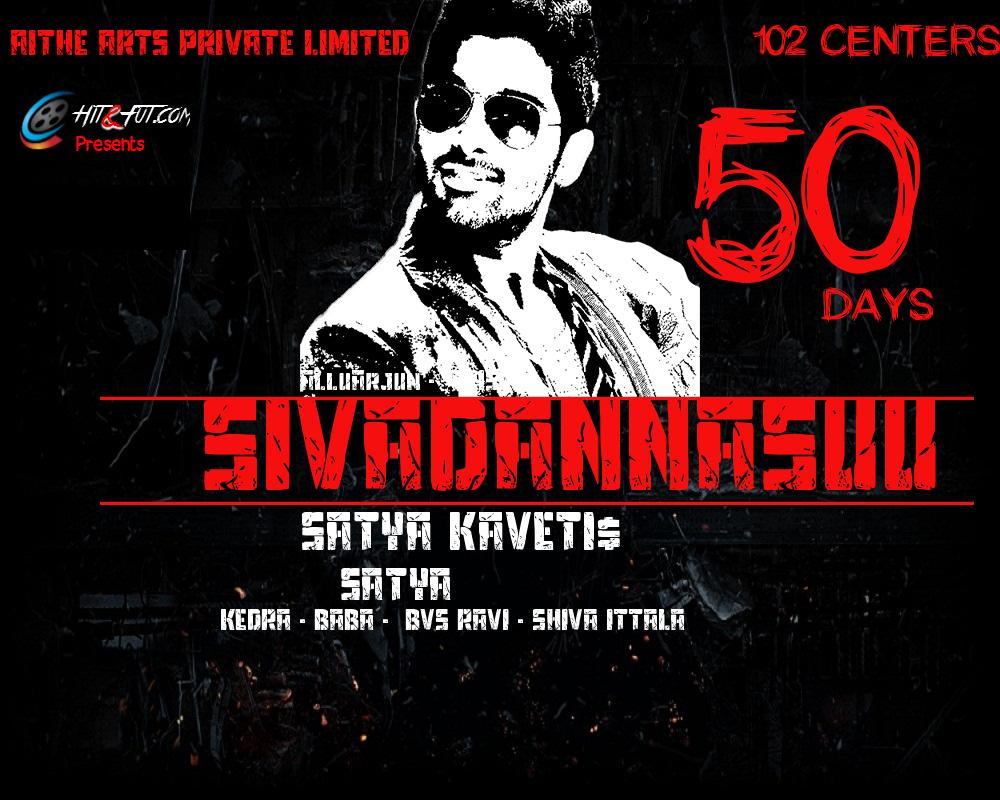 AITHE ARTS PRIVATE LIMITED
102 CENTERS
HIT&FUT.COM
Presents
50
DAYS
ALLUARJUN -
SIVADANNASUU
SATYA KAVETI$
SATYA
KEDRA - BABA - BVS RAVI - SHIVA ITTALA